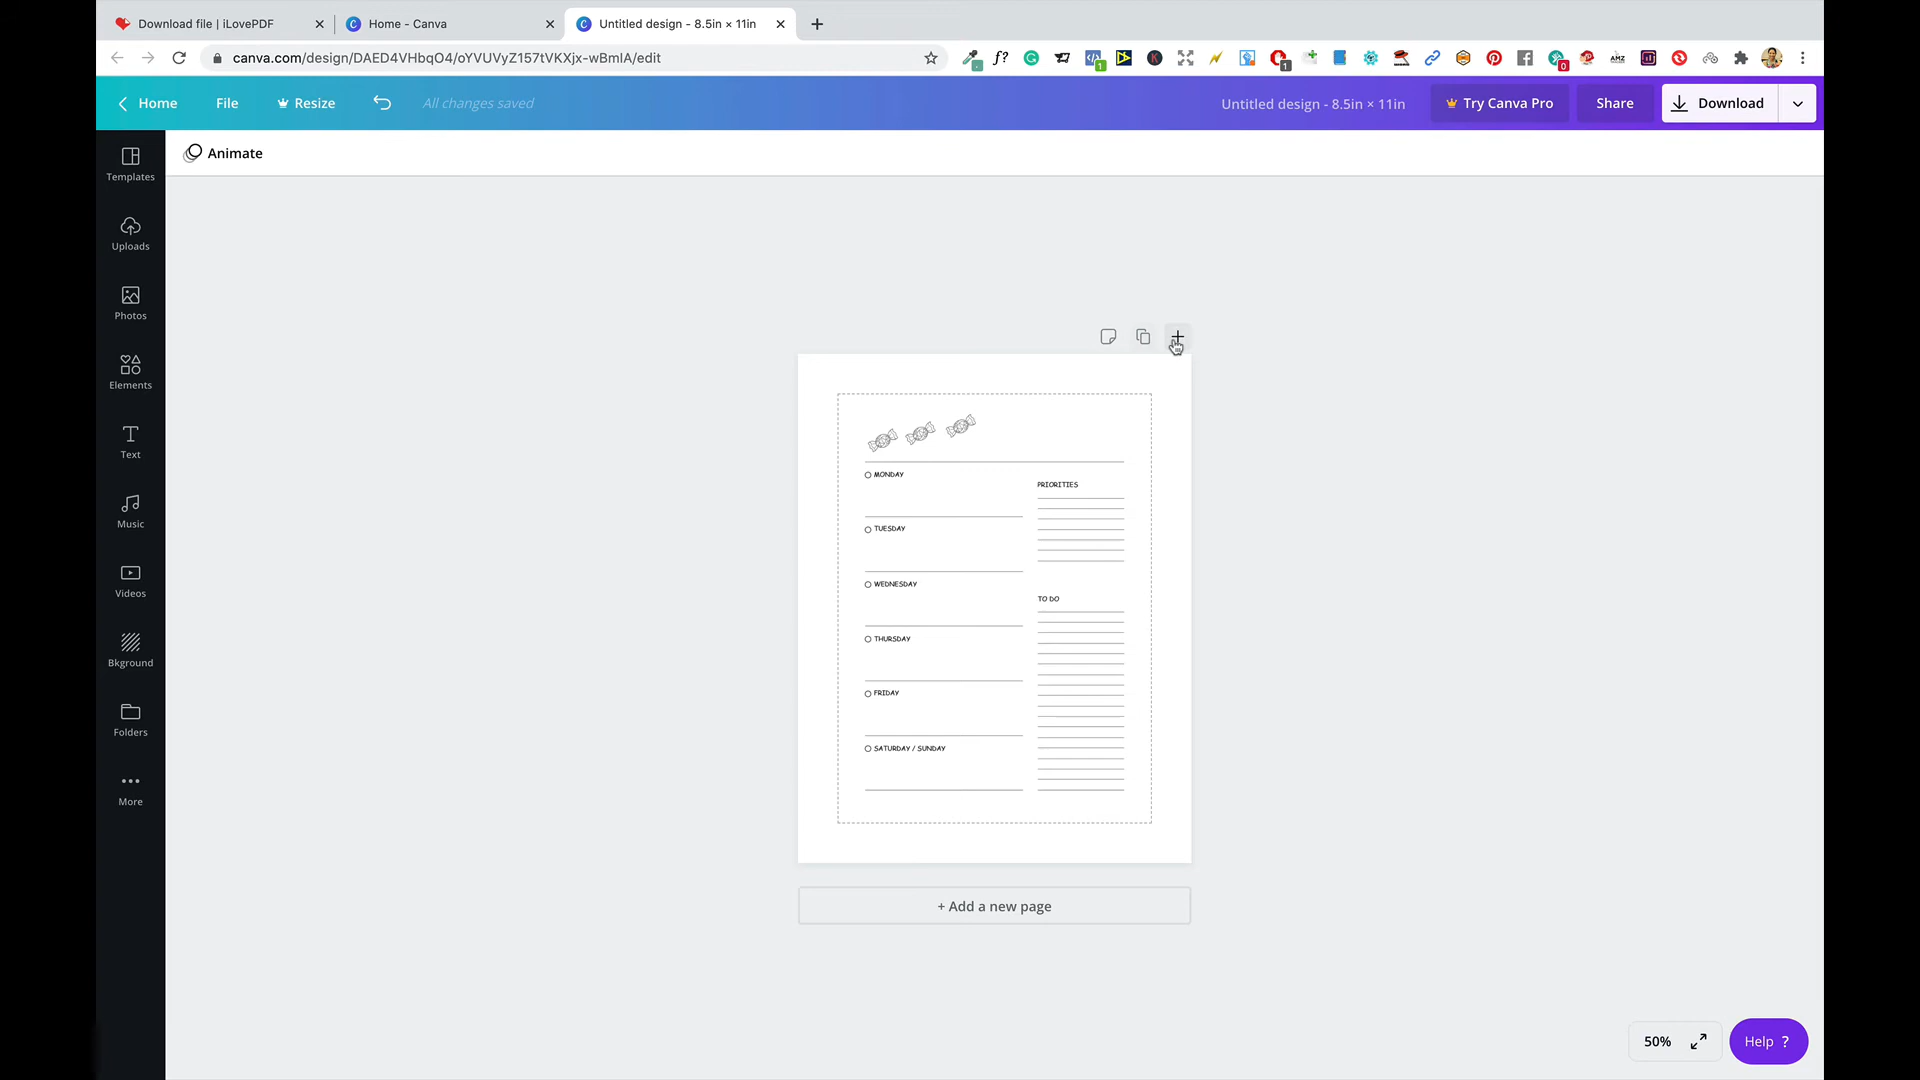 Download file | iLovePDF
Home - Canva
Untitled design - 8.5in × 11in
canva.com/design/DAED4VHbqO4/oYVUVyZ157tVKXjx-wBmIA/edit
Home
File
Resize
All changes saved
Untitled design - 8.5in × 11in
Try Canva Pro
Share
Download
Animate
Templates
Uploads
Photos
Elements
Text
Music
Videos
Bkground
Folders
More
MONDAY
TUESDAY
WEDNESDAY
THURSDAY
FRIDAY
SATURDAY / SUNDAY
PRIORITIES
TO DO
+ Add a new page
50%
Help ?